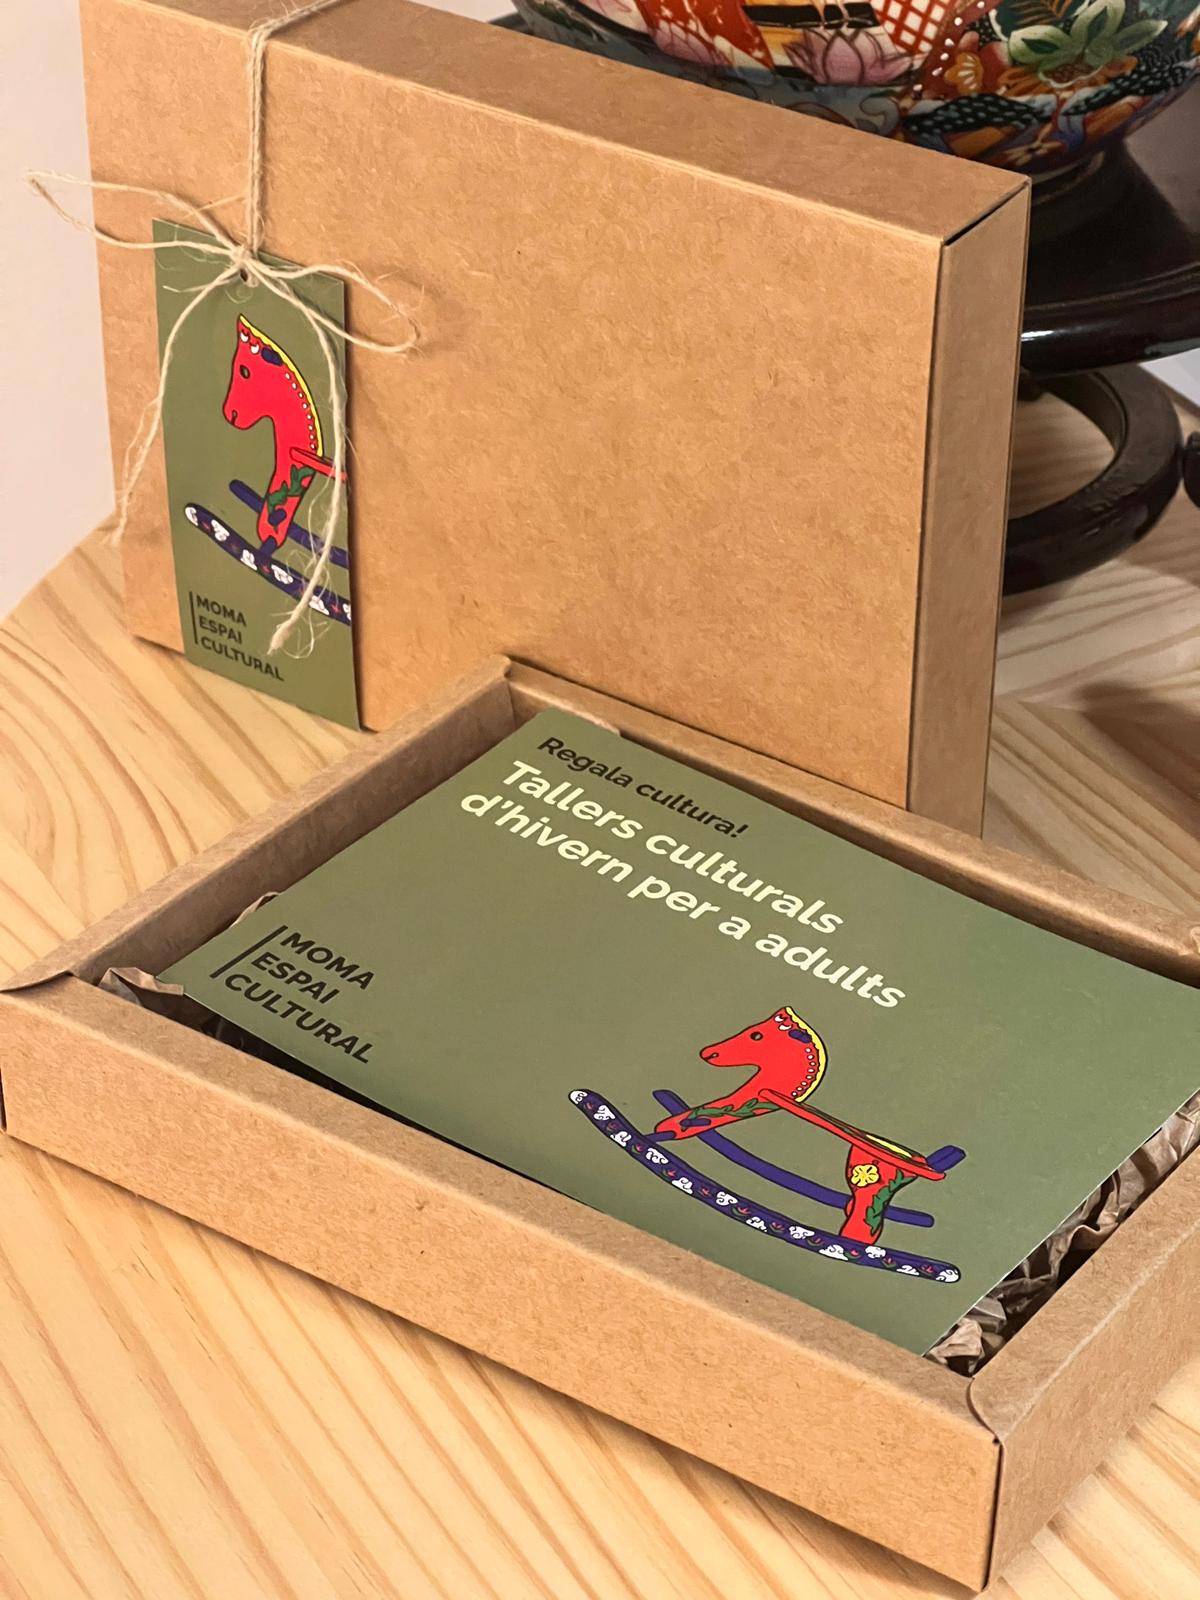 MOMA
ESPAI
CULTURAL
Regala cultura!
Tallers culturals
d'hivern per a adults
MOMA
ESPAI
CULTURAL